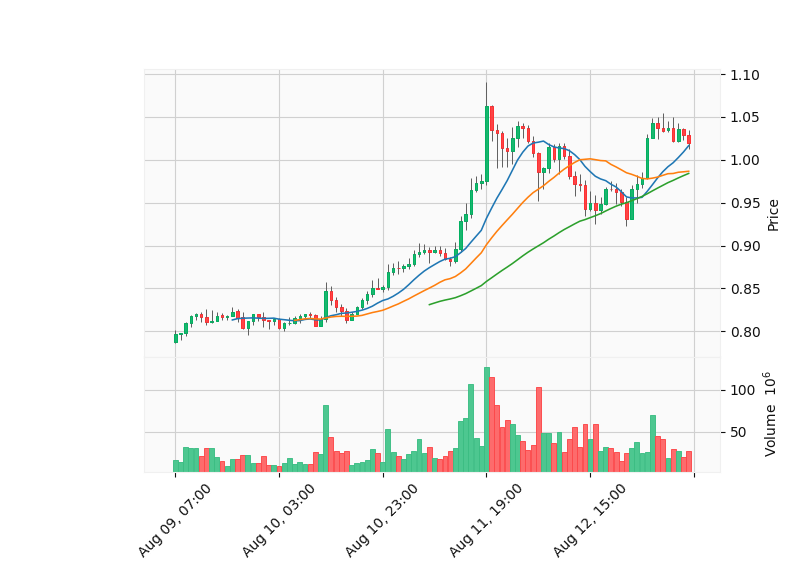 1.10
1.05
1.00
0.95
0.90
0.85
0.80
Price
100
50
Volume 10⁶
Aug 09, 07:00
Aug 10, 03:00
Aug 10, 23:00
Aug 11, 19:00
Aug 12, 15:00